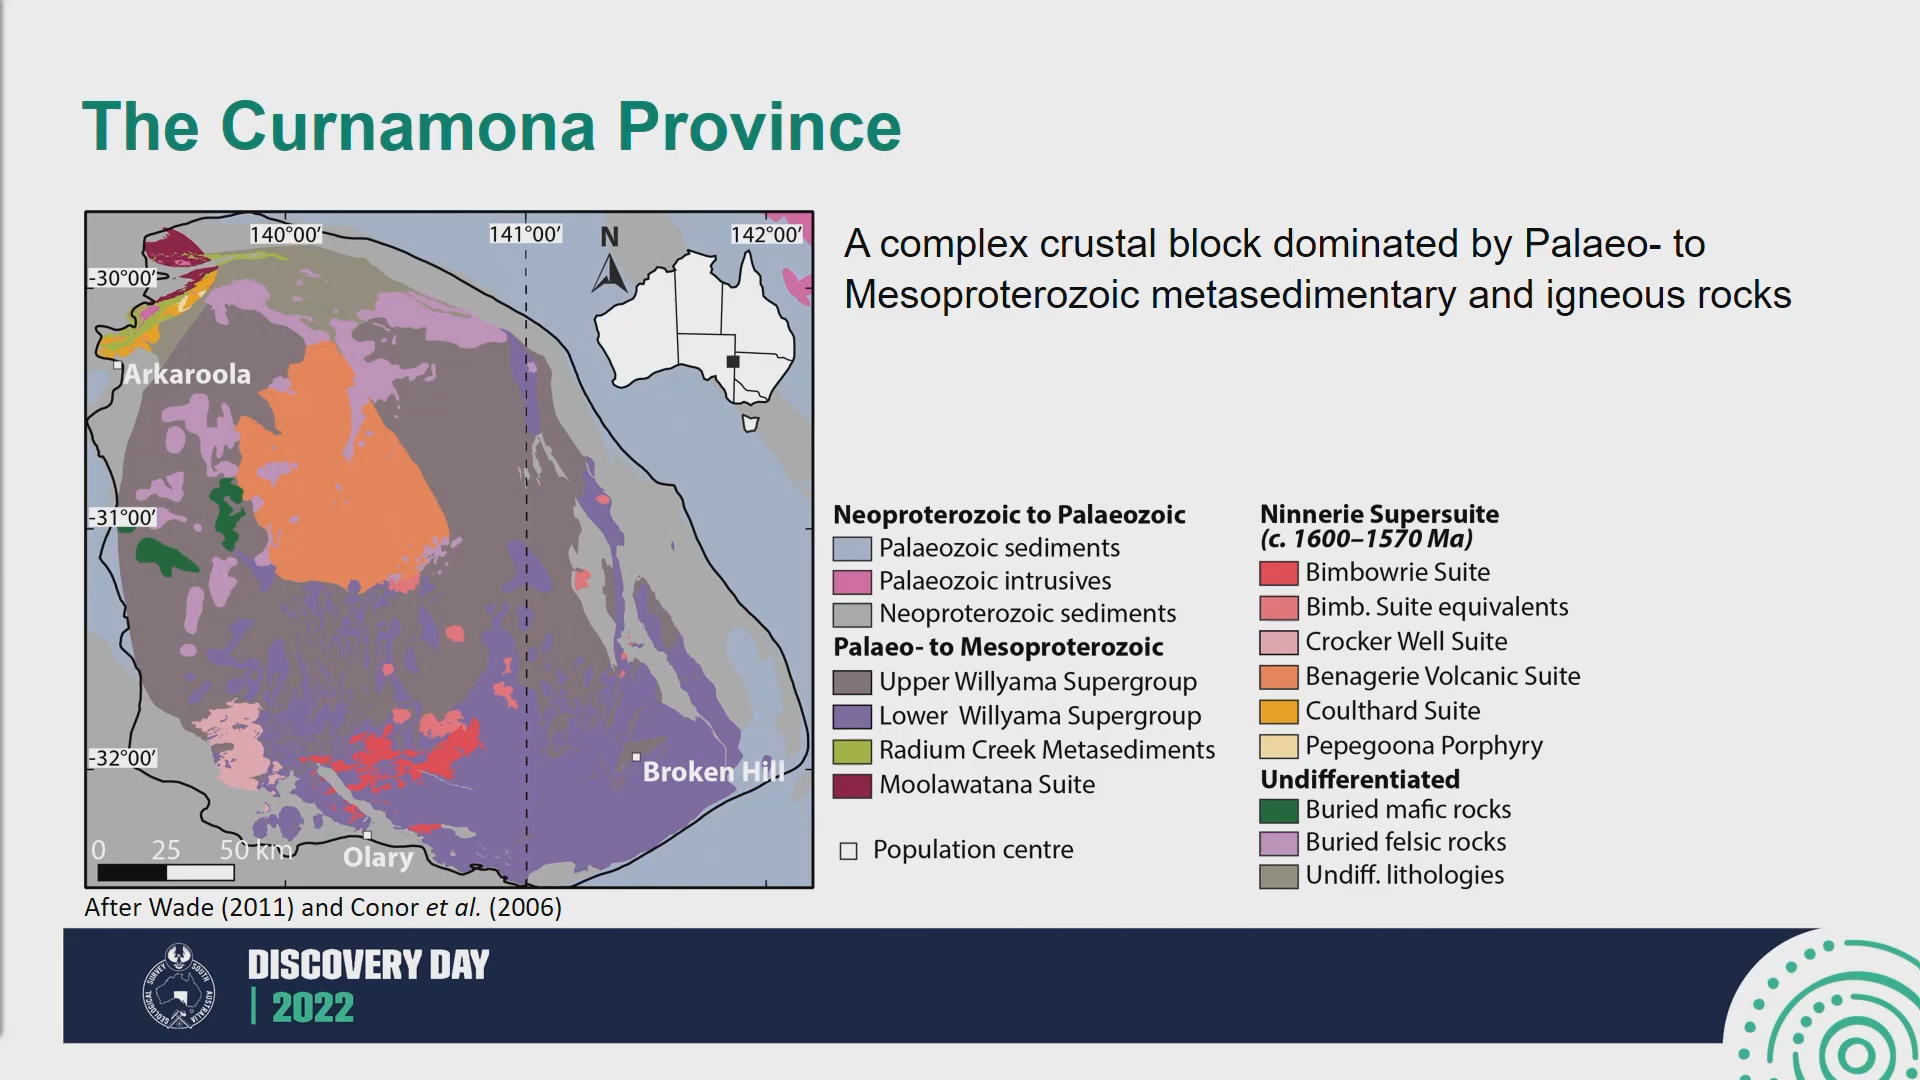 The Curnamona Province
A complex crustal block dominated by Palaeo- to
Mesoproterozoic metasedimentary and igneous rocks
140°00′
141°00′
142°00′
N
-30°00′
Arkaroola
-31°00′
-32°00′
Broken Hill
0 25 50 km
Olary
Neoproterozoic to Palaeozoic
Palaeozoic sediments
Palaeozoic intrusives
Neoproterozoic sediments
Palaeo- to Mesoproterozoic
Upper Willyama Supergroup
Lower Willyama Supergroup
Radium Creek Metasediments
Moolawatana Suite
Population centre
Ninnerie Supersuite
(c. 1600–1570 Ma)
Bimbowrie Suite
Bimb. Suite equivalents
Crocker Well Suite
Benagerie Volcanic Suite
Coulthard Suite
Pepegoona Porphyry
Undifferentiated
Buried mafic rocks
Buried felsic rocks
Undiff. lithologies
After Wade (2011) and Conor et al. (2006)
GEOLOGICAL SURVEY SOUTH AUSTRALIA
DISCOVERY DAY
| 2022